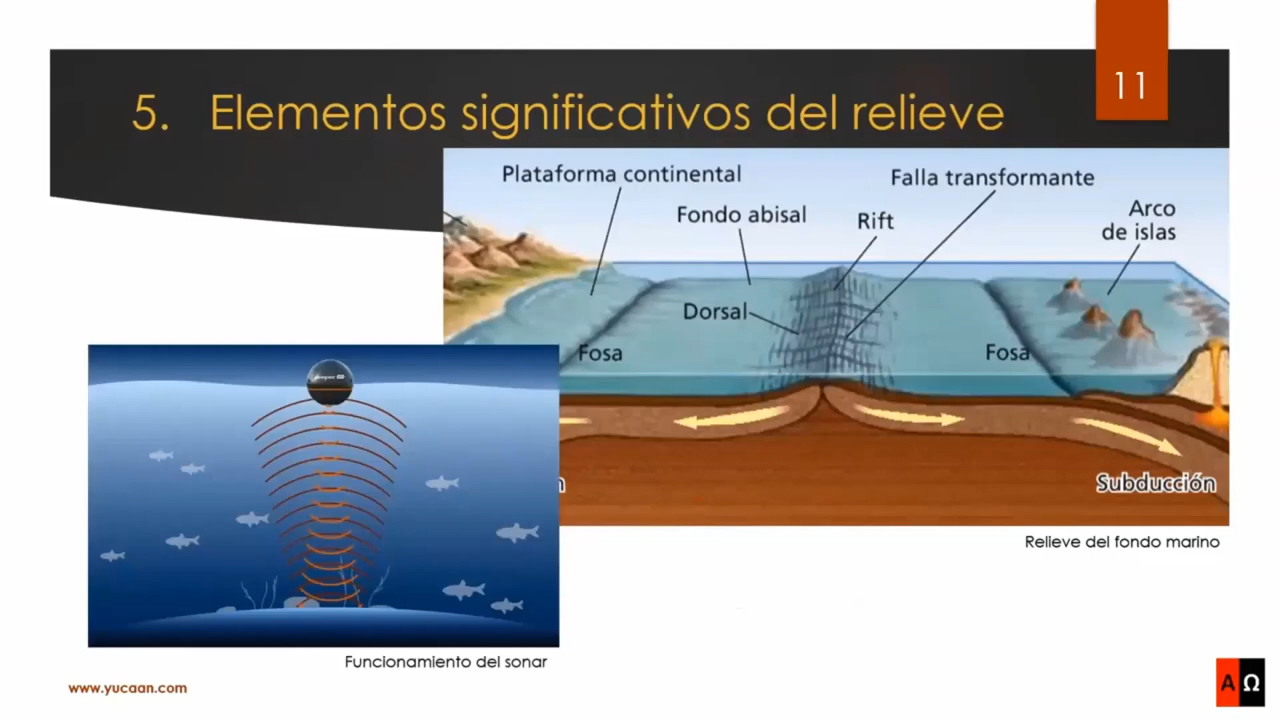 11
5. Elementos significativos del relieve
Plataforma continental
Falla transformante
Fondo abisal
Rift
Arco
de islas
Dorsal
Fosa
Fosa
Subducción
Relieve del fondo marino
Funcionamiento del sonar
www.yucaan.com
AΩ